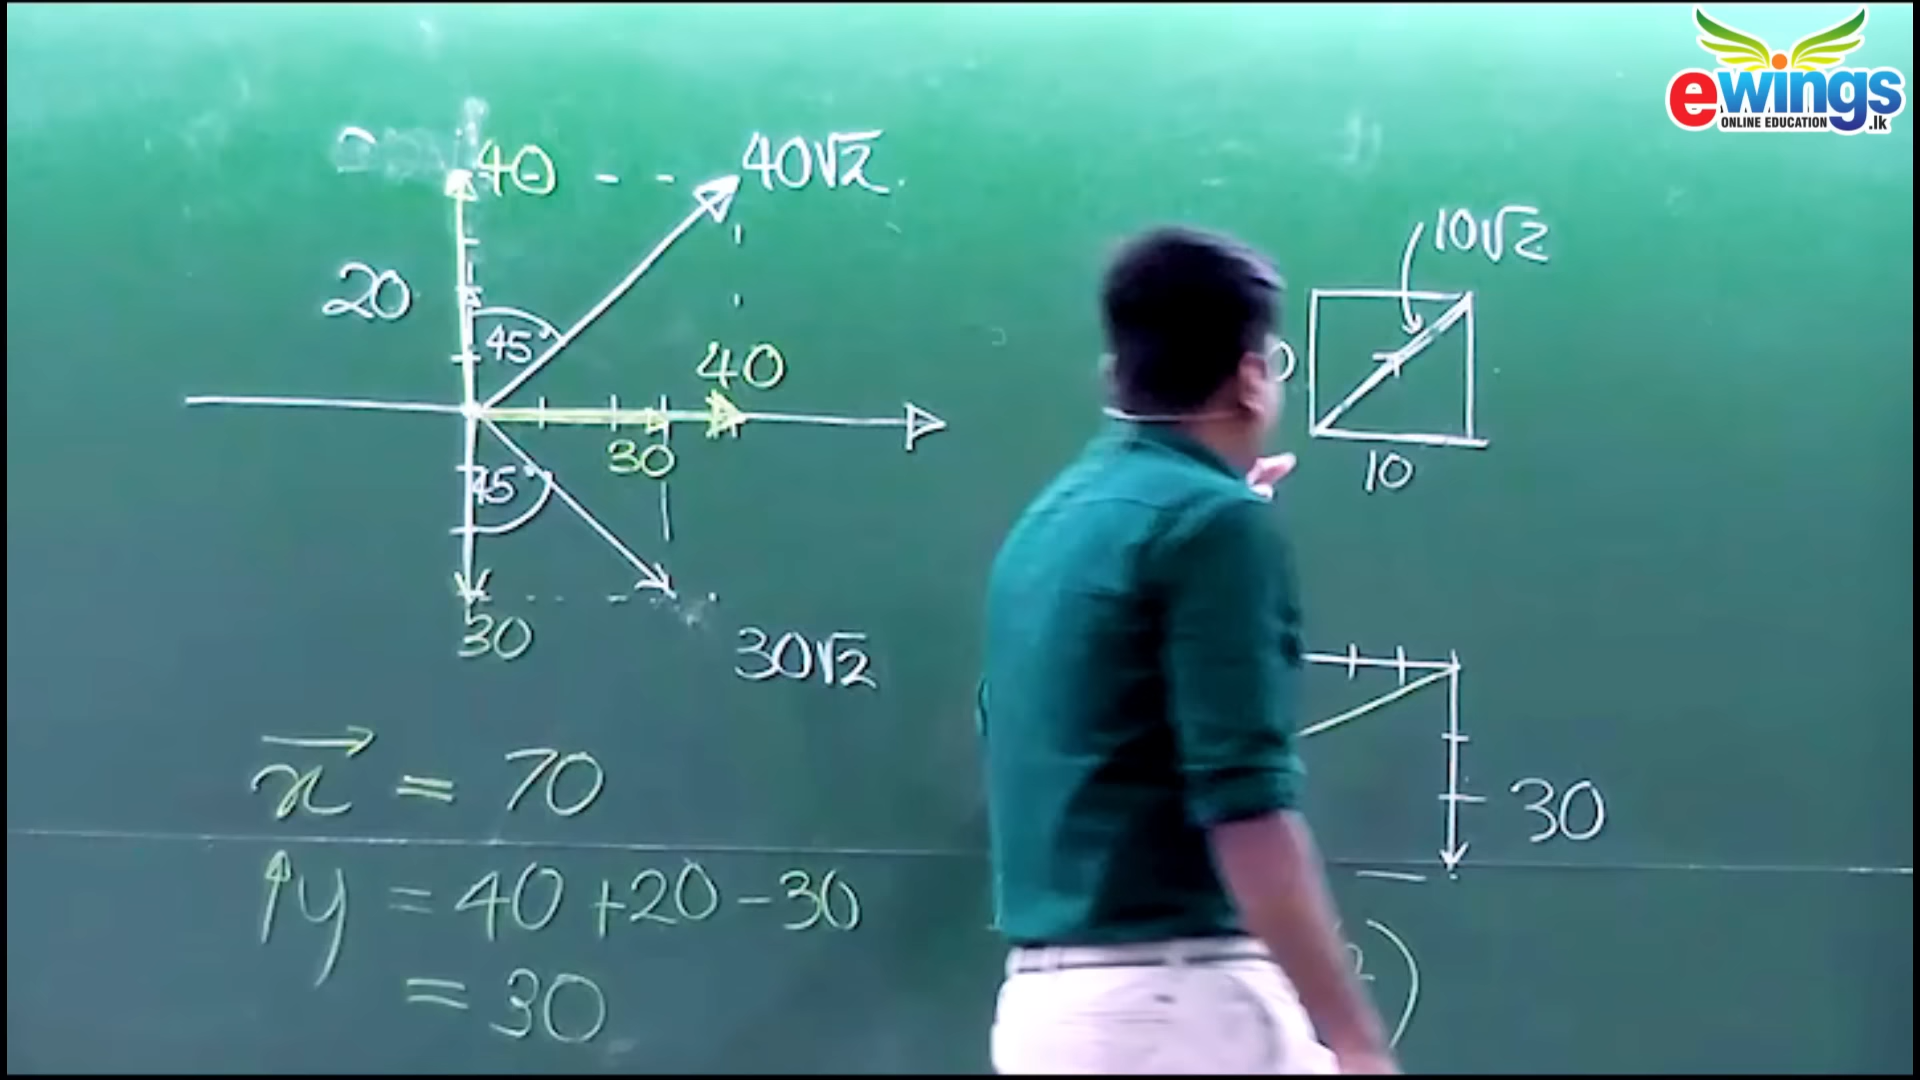 ewings
ONLINE EDUCATION
.lk
40
40√2
20
45°
40
30
45°
30
30√2
10√2
10
30
x = 70
y = 40 + 20 - 30
= 30